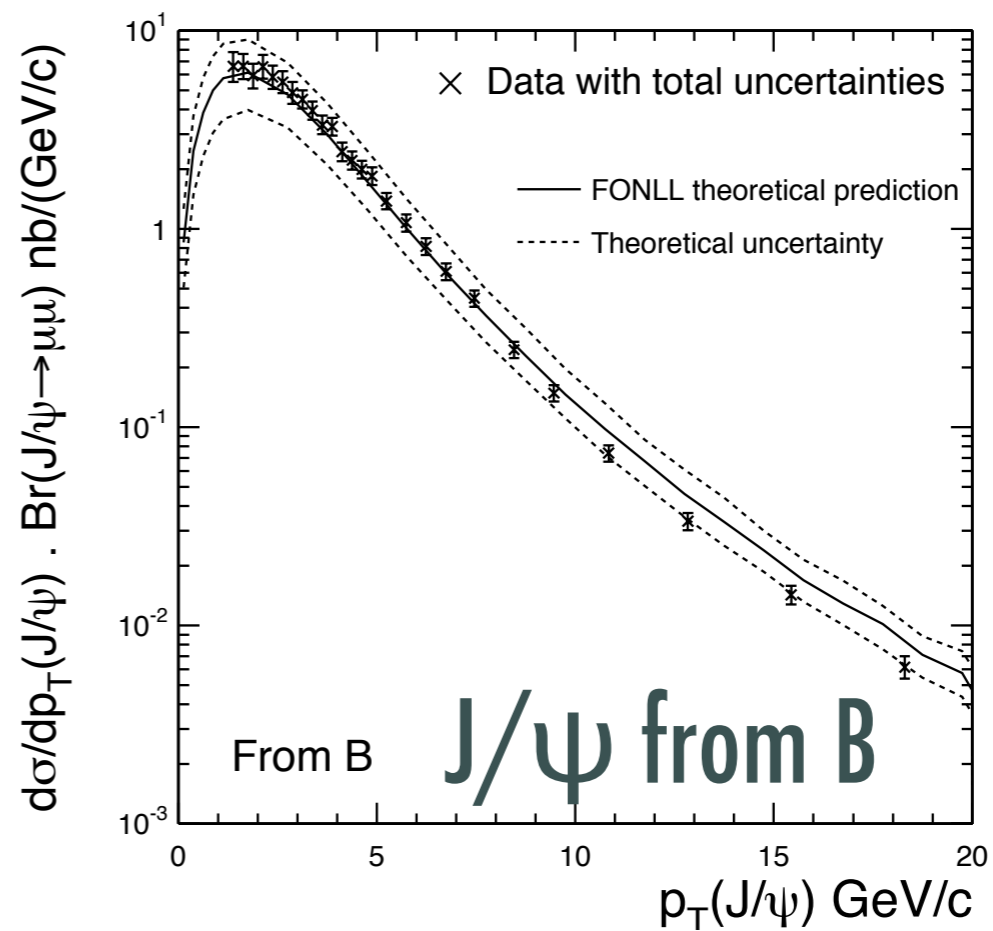 dσ/dp_T(J/ψ) . Br(J/ψ→μμ) nb/(GeV/c)
10^1
1
10^-1
10^-2
10^-3
Data with total uncertainties
FONLL theoretical prediction
Theoretical uncertainty
From B
J/ψ from B
0 5 10 15 20
p_T(J/ψ) GeV/c